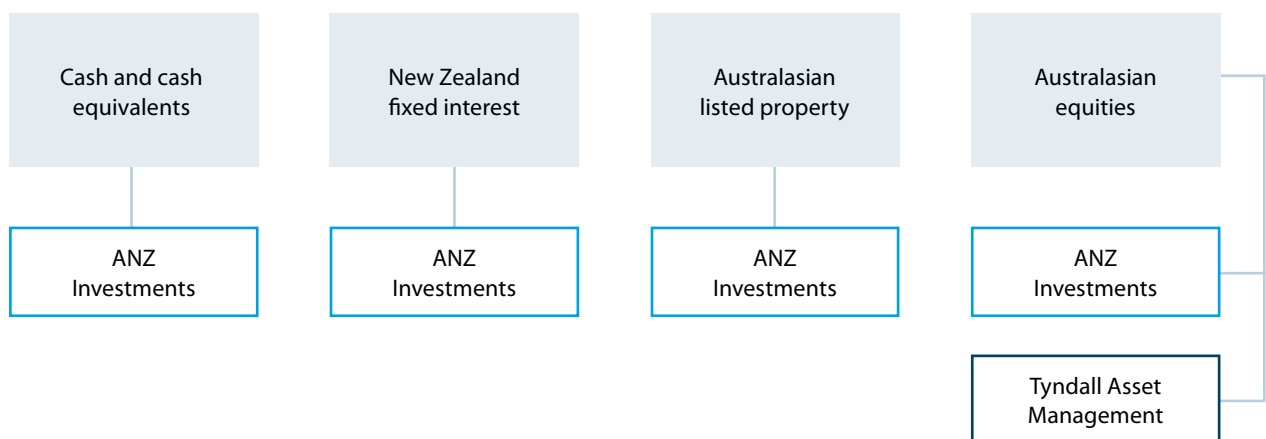 Cash and cash
equivalents
New Zealand
fixed interest
Australasian
listed property
Australasian
equities
ANZ
Investments
ANZ
Investments
ANZ
Investments
ANZ
Investments
Tyndall Asset
Management